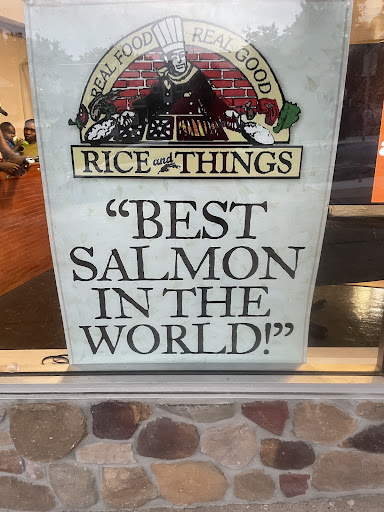 REAL FOOD REAL GOOD
RICE and THINGS
“BEST
SALMON
IN THE
WORLD!”